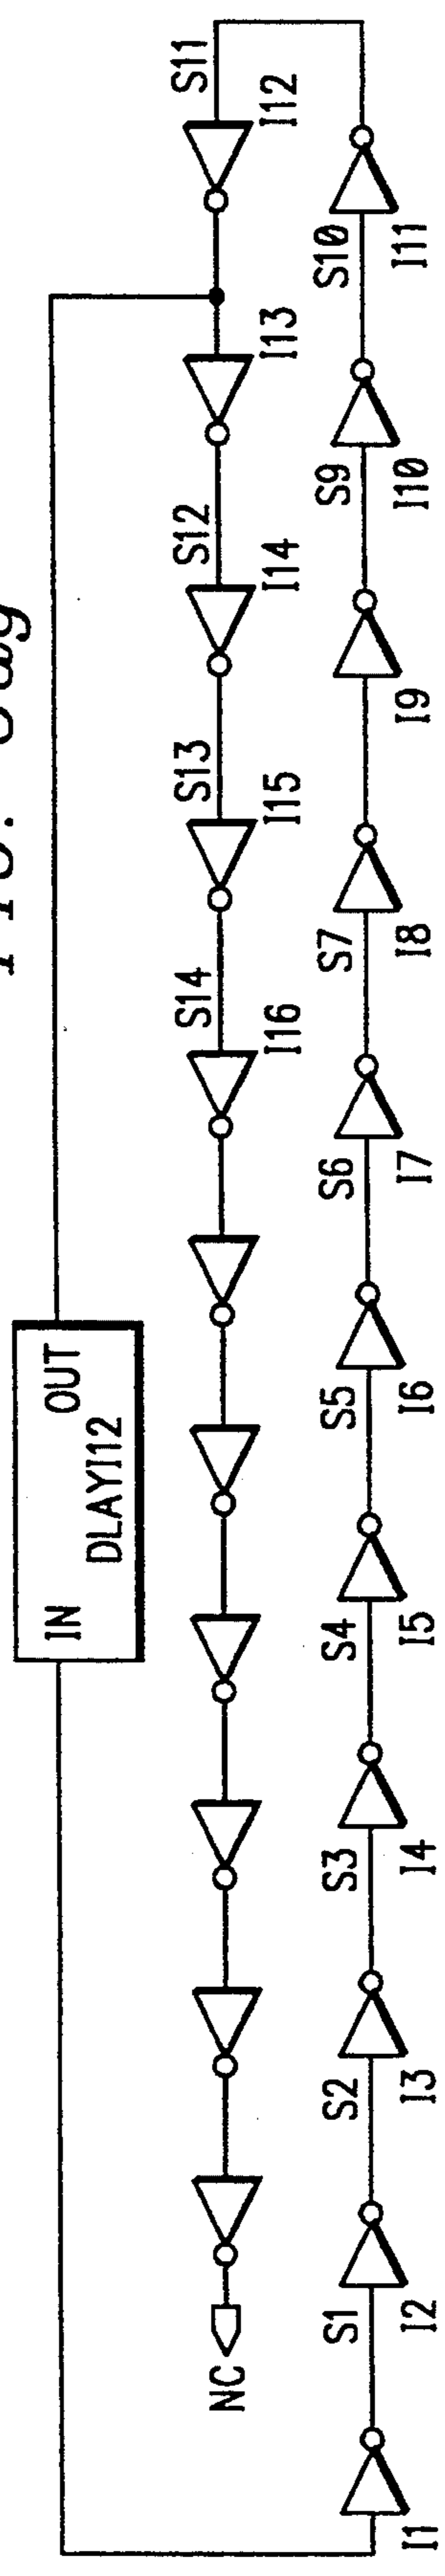 IN OUT
DLAYI12
NC
S14
S13
S12
S11
I16
I15
I14
I13
I12
S1
S2
S3
S4
S5
S6
S7
S9
S10
I1
I2
I3
I4
I5
I6
I7
I8
I9
I10
I11